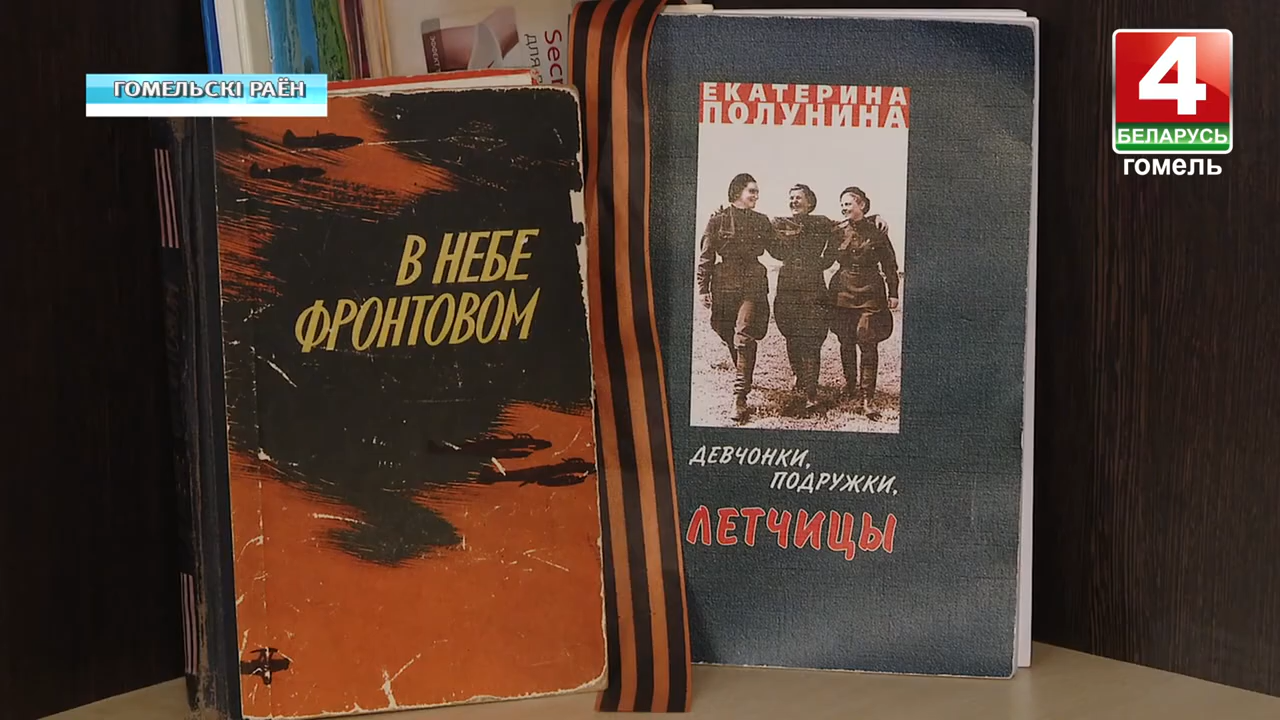 ГОМЕЛЬСКІ РАЁН
4
БЕЛАРУСЬ
гомель
В НЕБЕ
ФРОНТОВОМ
ЕКАТЕРИНА
ПОЛУНИНА
ДЕВЧОНКИ,
ПОДРУЖКИ,
ЛЕТЧИЦЫ